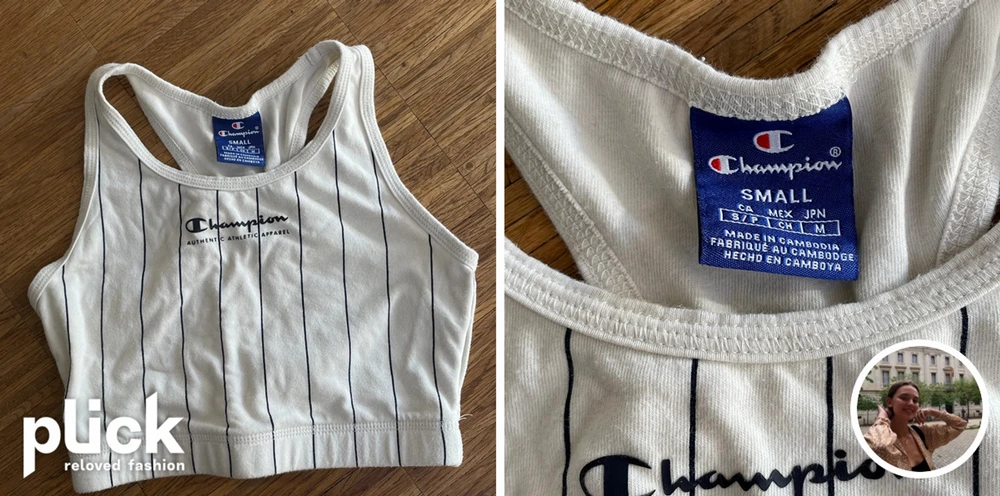 Champion
SMALL
Champion
AUTHENTIC ATHLETIC APPAREL
plick
reloved fashion
Champion®
SMALL
CA MEX JPN
S/P CH M
MADE IN CAMBODIA
FABRIQUÉ AU CAMBODGE
HECHO EN CAMBOYA
Champion